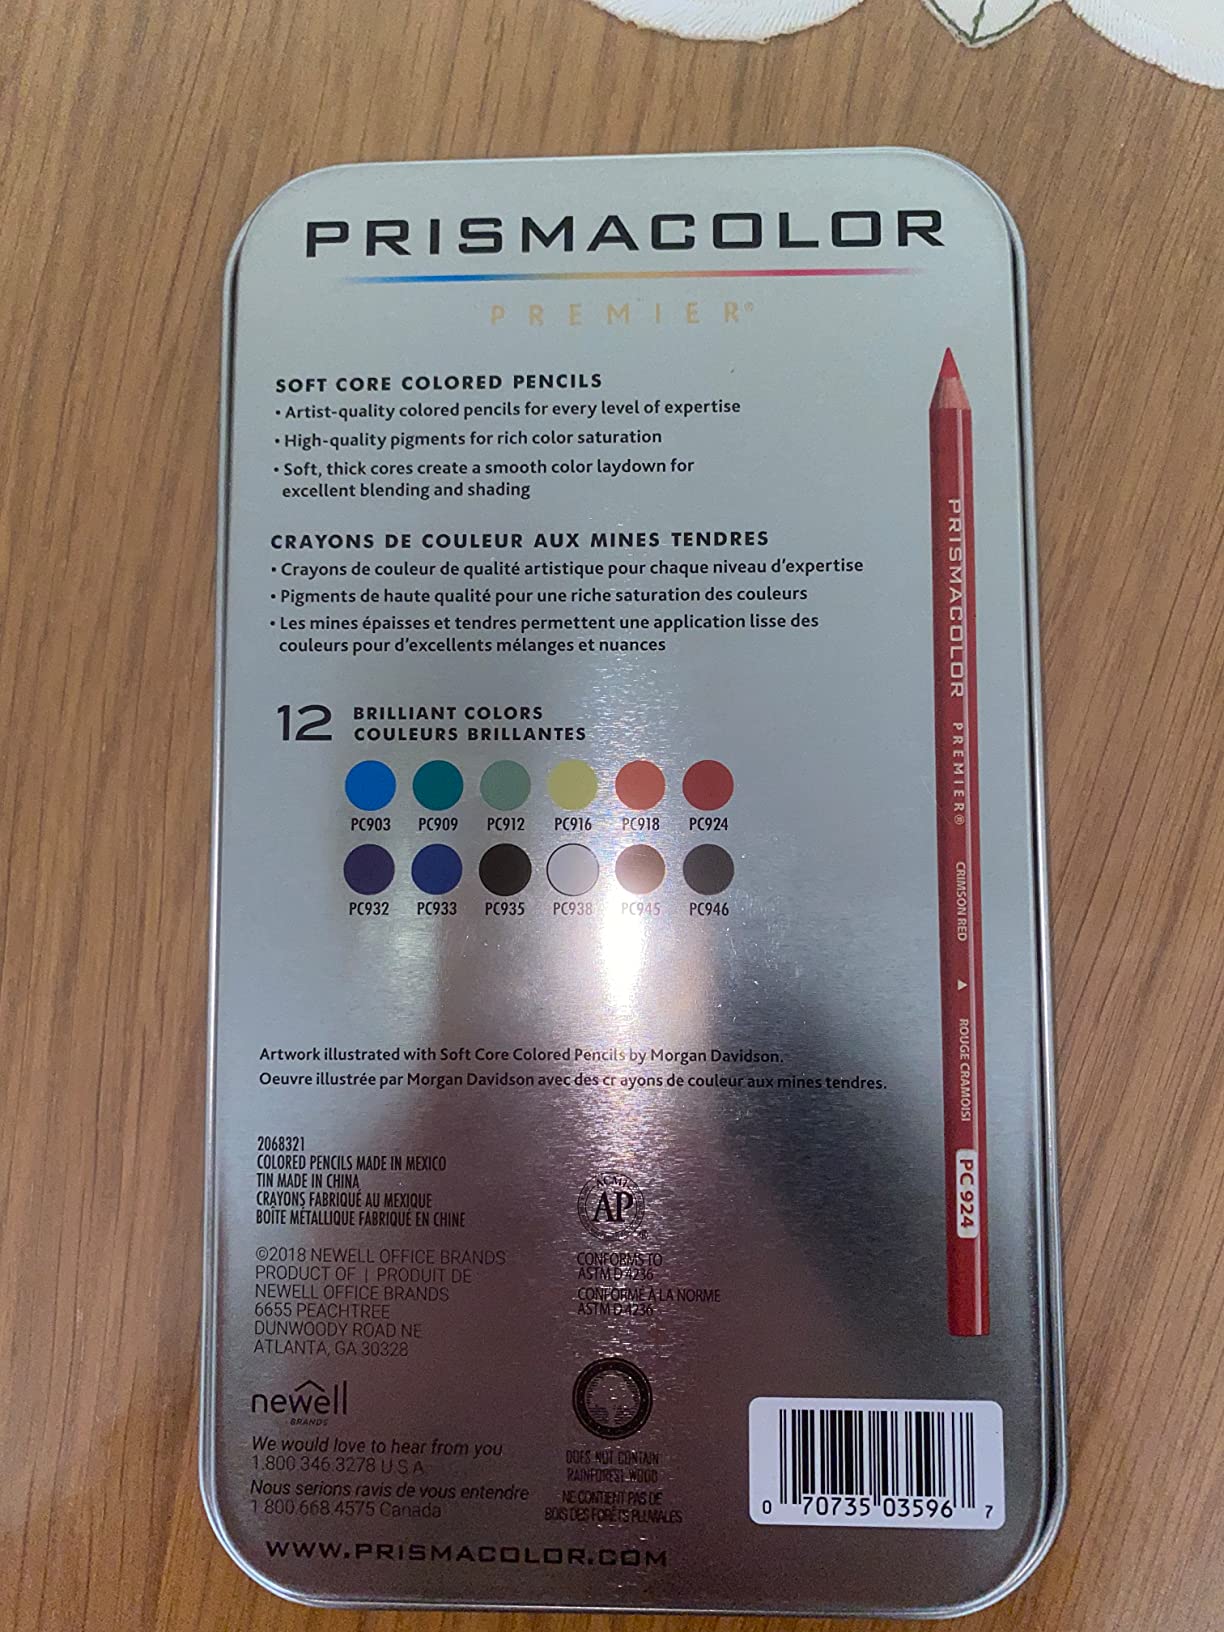 PRISMACOLOR
PREMIER®
SOFT CORE COLORED PENCILS
• Artist-quality colored pencils for every level of expertise
• High-quality pigments for rich color saturation
• Soft, thick cores create a smooth color laydown for
excellent blending and shading
CRAYONS DE COULEUR AUX MINES TENDRES
• Crayons de couleur de qualité artistique pour chaque niveau d'expertise
• Pigments de haute qualité pour une riche saturation des couleurs
• Les mines épaisses et tendres permettent une application lisse des
couleurs pour d'excellents mélanges et nuances
12 BRILLIANT COLORS
COULEURS BRILLANTES
PC903 PC909 PC912 PC916 PC918 PC924
PC932 PC933 PC935 PC938 PC945 PC946
PRISMACOLOR PREMIER® CRIMSON RED ▲ ROUGE CRAMOISI PC 924
Artwork illustrated with Soft Core Colored Pencils by Morgan Davidson.
Oeuvre illustrée par Morgan Davidson avec des cr ayons de couleur aux mines tendres.
2068321
COLORED PENCILS MADE IN MEXICO
TIN MADE IN CHINA
CRAYONS FABRIQUÉ AU MEXIQUE
BOÎTE MÉTALLIQUE FABRIQUÉ EN CHINE
©2018 NEWELL OFFICE BRANDS
PRODUCT OF | PRODUIT DE
NEWELL OFFICE BRANDS
6655 PEACHTREE
DUNWOODY ROAD NE
ATLANTA, GA 30328
ACMI
AP
CONFORMS TO
ASTM D 4236
CONFORME À LA NORME
ASTM D 4236
newell
BRANDS
We would love to hear from you
1.800.346.3278 U.S.A
Nous serions ravis de vous entendre
1 800.668.4575 Canada
DOES NOT CONTAIN
RAINFOREST WOOD
NE CONTIENT PAS DE
BOIS DES FORÊTS PLUVIALES
WWW.PRISMACOLOR.COM
0 70735 03596 7